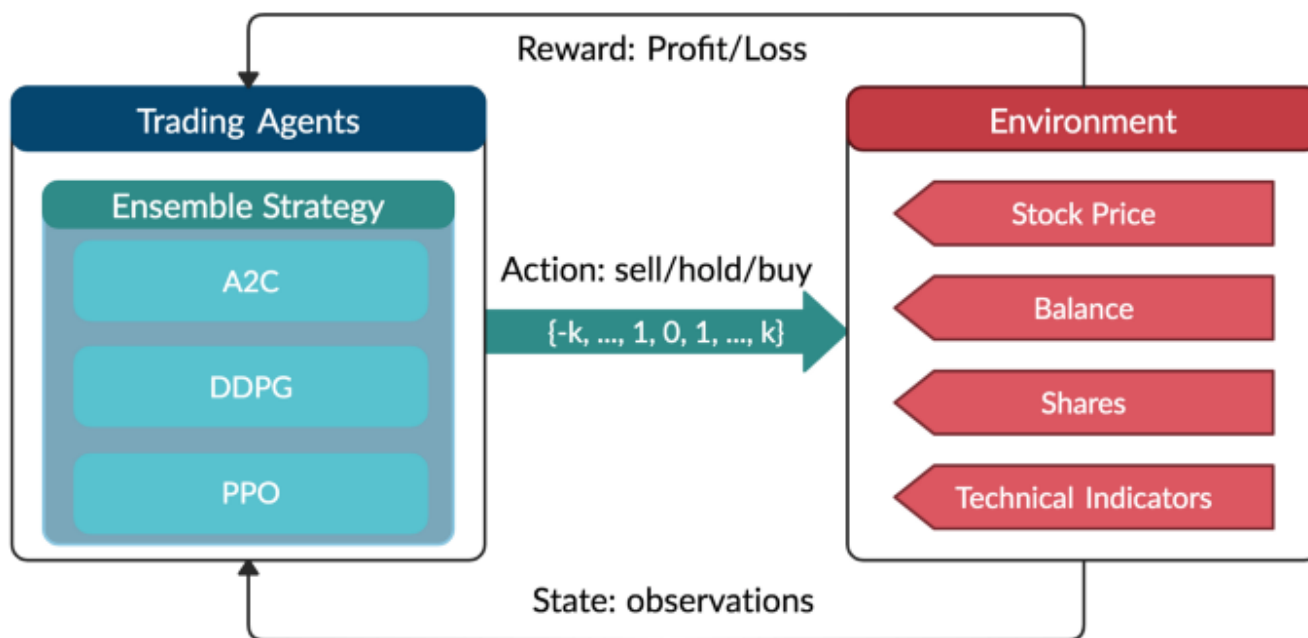 Reward: Profit/Loss
Trading Agents
Ensemble Strategy
A2C
DDPG
PPO
Action: sell/hold/buy
{-k, ..., 1, 0, 1, ..., k}
Environment
Stock Price
Balance
Shares
Technical Indicators
State: observations